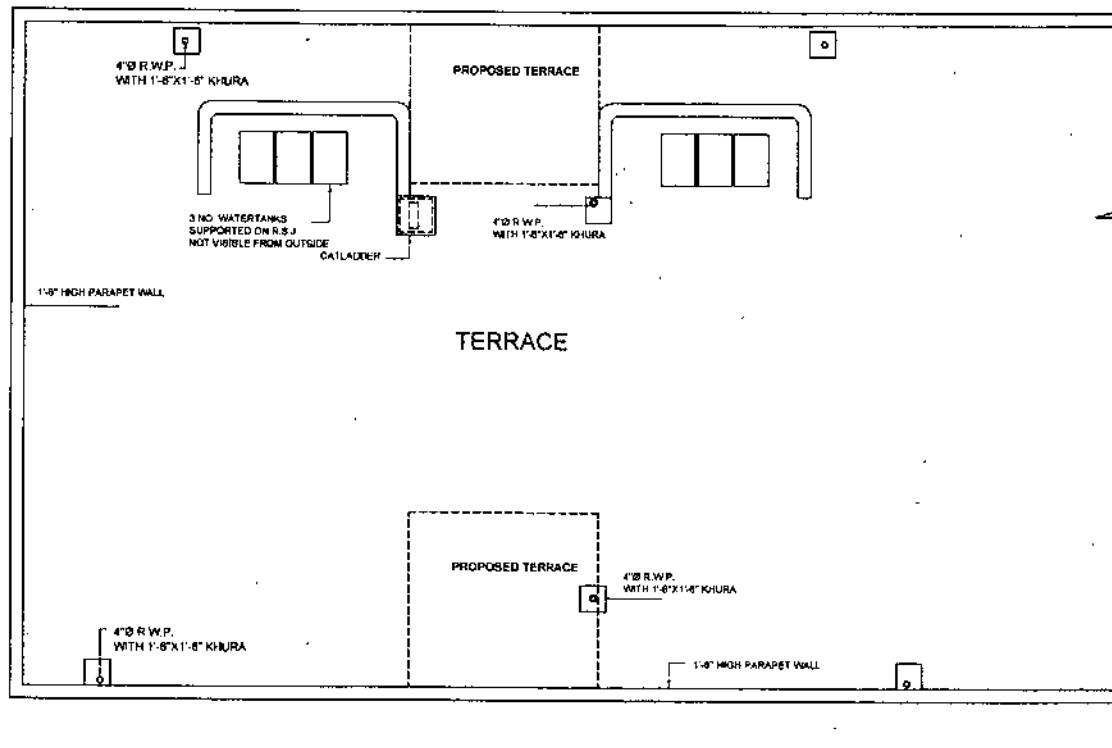 4"Ø R.W.P.
WITH 1'-6"X1'-6" KHURA
PROPOSED TERRACE
3 NO. WATERTANKS
SUPPORTED ON R.S.J
NOT VISIBLE FROM OUTSIDE
CATLADDER
4"Ø R.W.P.
WITH 1'-6"X1'-6" KHURA
1'-6" HIGH PARAPET WALL
TERRACE
PROPOSED TERRACE
4"Ø R.W.P.
WITH 1'-6"X1'-6" KHURA
4"Ø R.W.P.
WITH 1'-6"X1'-6" KHURA
1'-6" HIGH PARAPET WALL